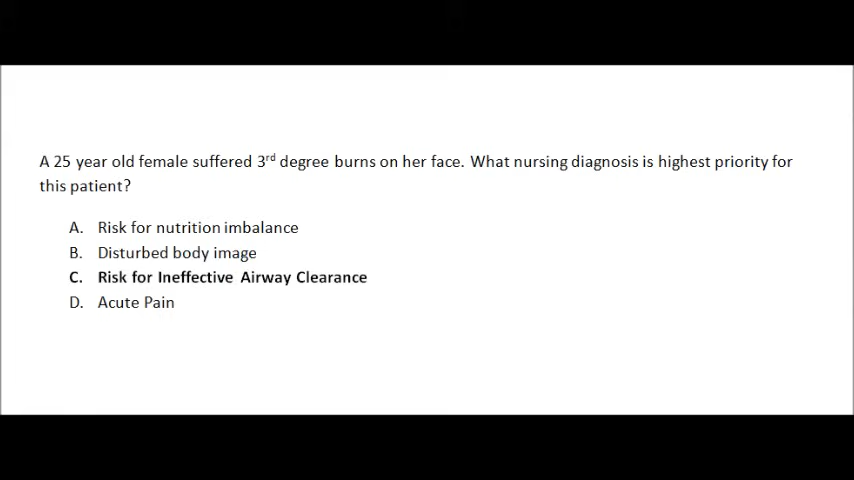 A 25 year old female suffered 3rd degree burns on her face. What nursing diagnosis is highest priority for
this patient?
A. Risk for nutrition imbalance
B. Disturbed body image
C. Risk for Ineffective Airway Clearance
D. Acute Pain